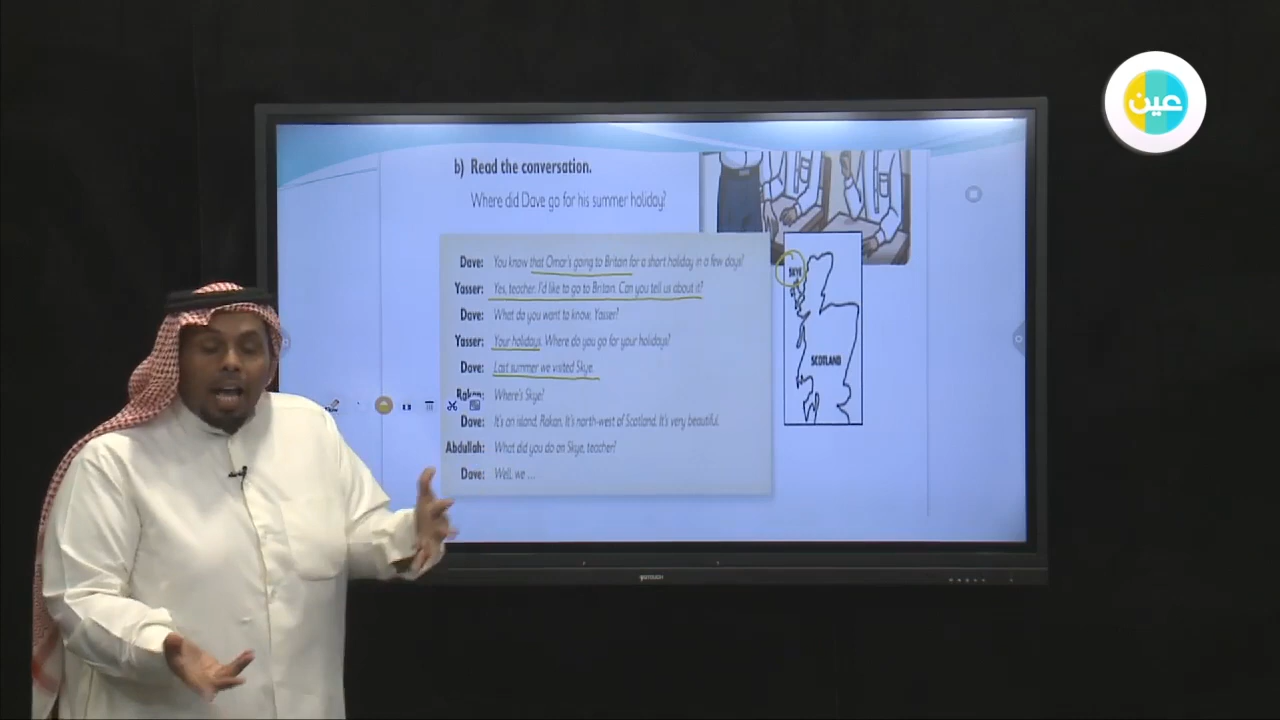 عين
b) Read the conversation.
Where did Dave go for his summer holiday?
Dave: You know that Omar's going to Britain for a short holiday in a few days?
Yasser: Yes, teacher. I'd like to go to Britain. Can you tell us about it?
Dave: What do you want to know, Yasser?
Yasser: Your holidays. Where do you go for your holidays?
Dave: Last summer we visited Skye.
Rakan: Where's Skye?
Dave: It's an island, Rakan. It's north-west of Scotland. It's very beautiful.
Abdullah: What did you do on Skye, teacher?
Dave: Well, we ...
SKYE
SCOTLAND